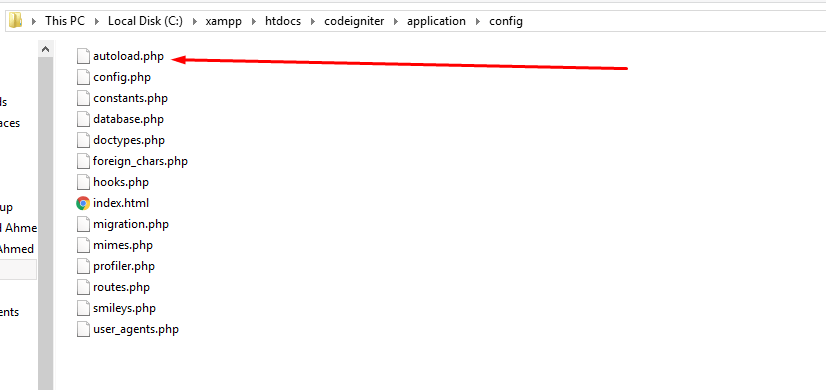 This PC > Local Disk (C:) > xampp > htdocs > codeigniter > application > config
autoload.php
config.php
constants.php
ds
database.php
aces
doctypes.php
foreign_chars.php
hooks.php
up
index.html
d Ahme
migration.php
Ahmed
mimes.php
profiler.php
routes.php
ents
smileys.php
user_agents.php